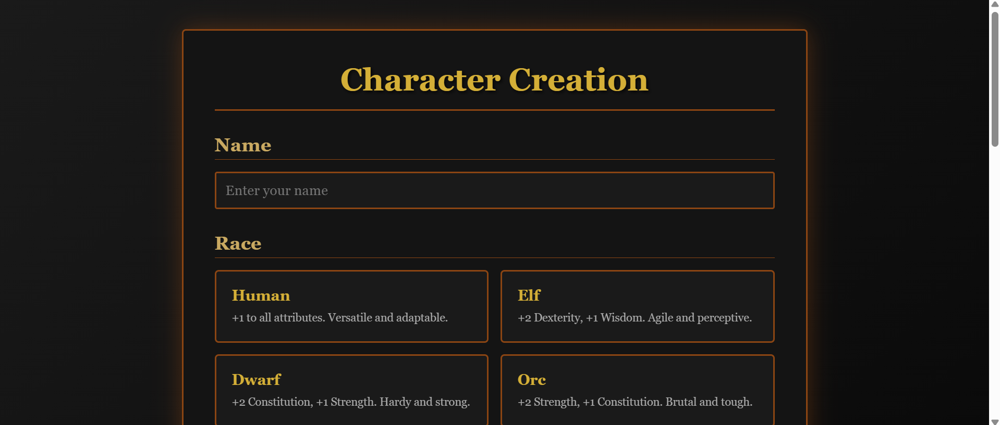 Character Creation
Name
Enter your name
Race
Human
+1 to all attributes. Versatile and adaptable.
Elf
+2 Dexterity, +1 Wisdom. Agile and perceptive.
Dwarf
+2 Constitution, +1 Strength. Hardy and strong.
Orc
+2 Strength, +1 Constitution. Brutal and tough.